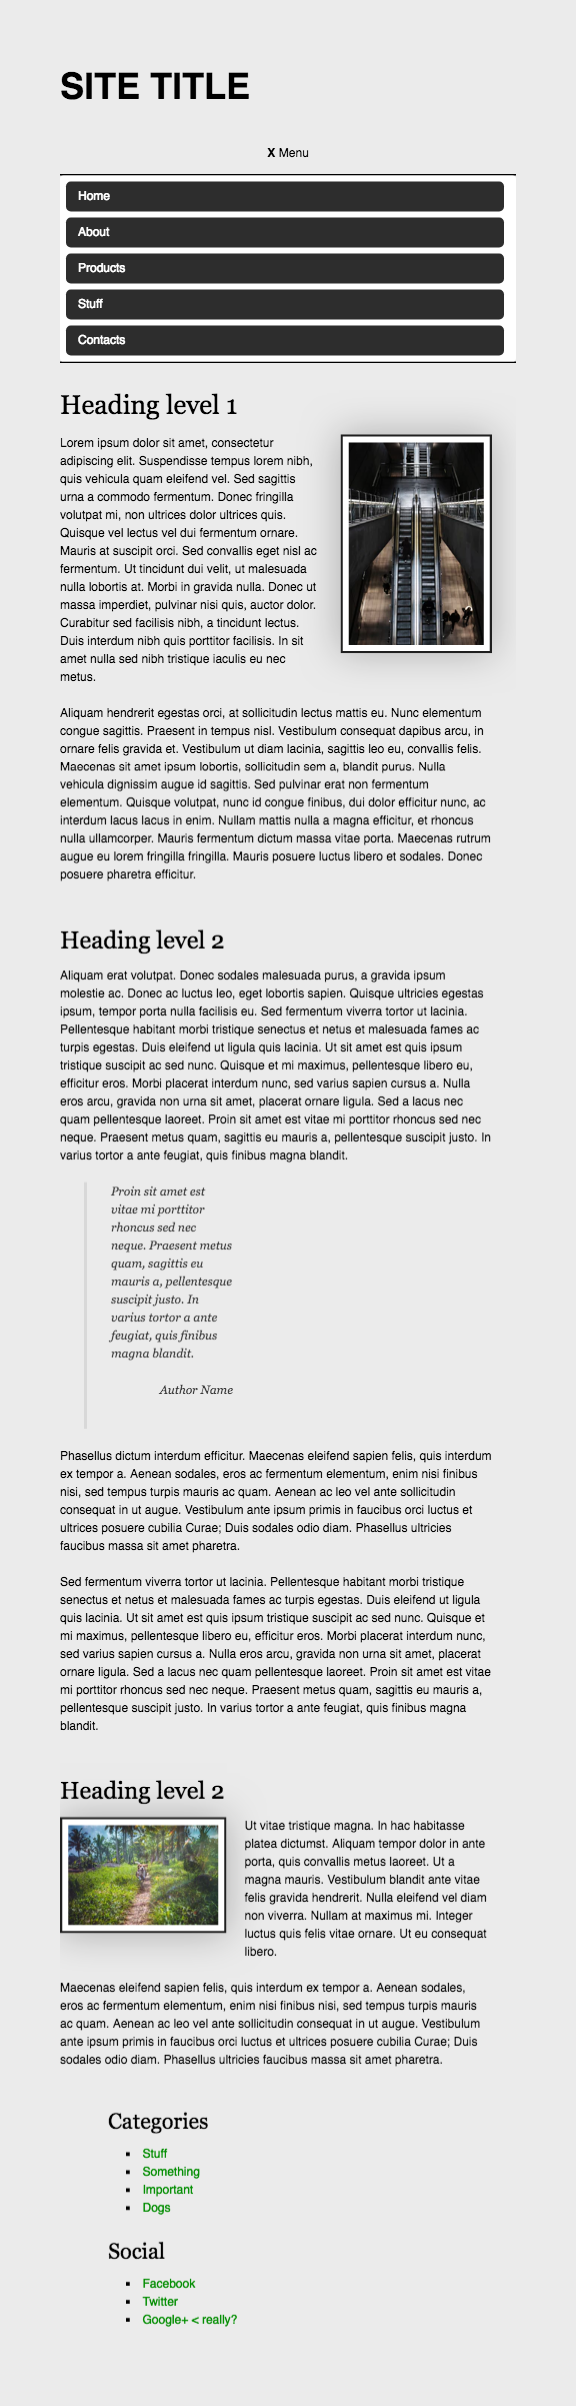 SITE TITLE
X Menu
Home
About
Products
Stuff
Contacts
Heading level 1
Lorem ipsum dolor sit amet, consectetur
adipiscing elit. Suspendisse tempus lorem nibh,
quis vehicula quam eleifend vel. Sed sagittis
urna a commodo fermentum. Donec fringilla
volutpat mi, non ultrices dolor ultrices quis.
Quisque vel lectus vel dui fermentum ornare.
Mauris at suscipit orci. Sed convallis eget nisl ac
fermentum. Ut tincidunt dui velit, ut malesuada
nulla lobortis at. Morbi in gravida nulla. Donec ut
massa imperdiet, pulvinar nisi quis, auctor dolor.
Curabitur sed facilisis nibh, a tincidunt lectus.
Duis interdum nibh quis porttitor facilisis. In sit
amet nulla sed nibh tristique iaculis eu nec
metus.
Aliquam hendrerit egestas orci, at sollicitudin lectus mattis eu. Nunc elementum
congue sagittis. Praesent in tempus nisl. Vestibulum consequat dapibus arcu, in
ornare felis gravida et. Vestibulum ut diam lacinia, sagittis leo eu, convallis felis.
Maecenas sit amet ipsum lobortis, sollicitudin sem a, blandit purus. Nulla
vehicula dignissim augue id sagittis. Sed pulvinar erat non fermentum
elementum. Quisque volutpat, nunc id congue finibus, dui dolor efficitur nunc, ac
interdum lacus lacus in enim. Nullam mattis nulla a magna efficitur, et rhoncus
nulla ullamcorper. Mauris fermentum dictum massa vitae porta. Maecenas rutrum
augue eu lorem fringilla fringilla. Mauris posuere luctus libero et sodales. Donec
posuere pharetra efficitur.
Heading level 2
Aliquam erat volutpat. Donec sodales malesuada purus, a gravida ipsum
molestie ac. Donec ac luctus leo, eget lobortis sapien. Quisque ultricies egestas
ipsum, tempor porta nulla facilisis eu. Sed fermentum viverra tortor ut lacinia.
Pellentesque habitant morbi tristique senectus et netus et malesuada fames ac
turpis egestas. Duis eleifend ut ligula quis lacinia. Ut sit amet est quis ipsum
tristique suscipit ac sed nunc. Quisque et mi maximus, pellentesque libero eu,
efficitur eros. Morbi placerat interdum nunc, sed varius sapien cursus a. Nulla
eros arcu, gravida non urna sit amet, placerat ornare ligula. Sed a lacus nec
quam pellentesque laoreet. Proin sit amet est vitae mi porttitor rhoncus sed nec
neque. Praesent metus quam, sagittis eu mauris a, pellentesque suscipit justo. In
varius tortor a ante feugiat, quis finibus magna blandit.
Proin sit amet est
vitae mi porttitor
rhoncus sed nec
neque. Praesent metus
quam, sagittis eu
mauris a, pellentesque
suscipit justo. In
varius tortor a ante
feugiat, quis finibus
magna blandit.
Author Name
Phasellus dictum interdum efficitur. Maecenas eleifend sapien felis, quis interdum
ex tempor a. Aenean sodales, eros ac fermentum elementum, enim nisi finibus
nisi, sed tempus turpis mauris ac quam. Aenean ac leo vel ante sollicitudin
consequat in ut augue. Vestibulum ante ipsum primis in faucibus orci luctus et
ultrices posuere cubilia Curae; Duis sodales odio diam. Phasellus ultricies
faucibus massa sit amet pharetra.
Sed fermentum viverra tortor ut lacinia. Pellentesque habitant morbi tristique
senectus et netus et malesuada fames ac turpis egestas. Duis eleifend ut ligula
quis lacinia. Ut sit amet est quis ipsum tristique suscipit ac sed nunc. Quisque et
mi maximus, pellentesque libero eu, efficitur eros. Morbi placerat interdum nunc,
sed varius sapien cursus a. Nulla eros arcu, gravida non urna sit amet, placerat
ornare ligula. Sed a lacus nec quam pellentesque laoreet. Proin sit amet est vitae
mi porttitor rhoncus sed nec neque. Praesent metus quam, sagittis eu mauris a,
pellentesque suscipit justo. In varius tortor a ante feugiat, quis finibus magna
blandit.
Heading level 2
Ut vitae tristique magna. In hac habitasse
platea dictumst. Aliquam tempor dolor in ante
porta, quis convallis metus laoreet. Ut a
magna mauris. Vestibulum blandit ante vitae
felis gravida hendrerit. Nulla eleifend vel diam
non viverra. Nullam at maximus mi. Integer
luctus quis felis vitae ornare. Ut eu consequat
libero.
Maecenas eleifend sapien felis, quis interdum ex tempor a. Aenean sodales,
eros ac fermentum elementum, enim nisi finibus nisi, sed tempus turpis mauris
ac quam. Aenean ac leo vel ante sollicitudin consequat in ut augue. Vestibulum
ante ipsum primis in faucibus orci luctus et ultrices posuere cubilia Curae; Duis
sodales odio diam. Phasellus ultricies faucibus massa sit amet pharetra.
Categories
Stuff
Something
Important
Dogs
Social
Facebook
Twitter
Google+ < really?